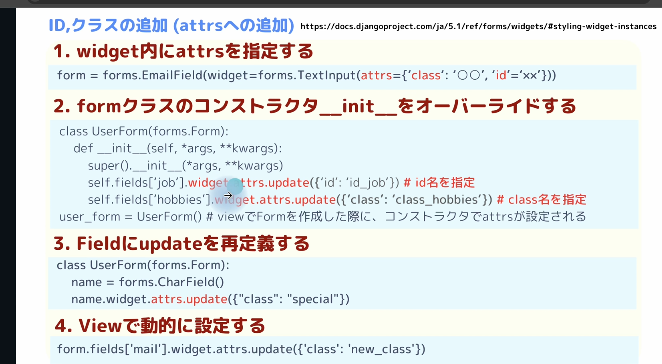 ID,クラスの追加 (attrsへの追加) https://docs.djangoproject.com/ja/5.1/ref/forms/widgets/#styling-widget-instances
1. widget内にattrsを指定する
form = forms.EmailField(widget=forms.TextInput(attrs={'class': '○○', 'id'='××'}))
2. formクラスのコンストラクタ__init__をオーバーライドする
class UserForm(forms.Form):
def __init__(self, *args, **kwargs):
super().__init__(*args, **kwargs)
self.fields['job'].widget.attrs.update({'id': 'id_job'}) # id名を指定
self.fields['hobbies'].widget.attrs.update({'class': 'class_hobbies'}) # class名を指定
user_form = UserForm() # viewでFormを作成した際に、コンストラクタでattrsが設定される
3. Fieldにupdateを再定義する
class UserForm(forms.Form):
name = forms.CharField()
name.widget.attrs.update({"class": "special"})
4. Viewで動的に設定する
form.fields['mail'].widget.attrs.update({'class': 'new_class'})